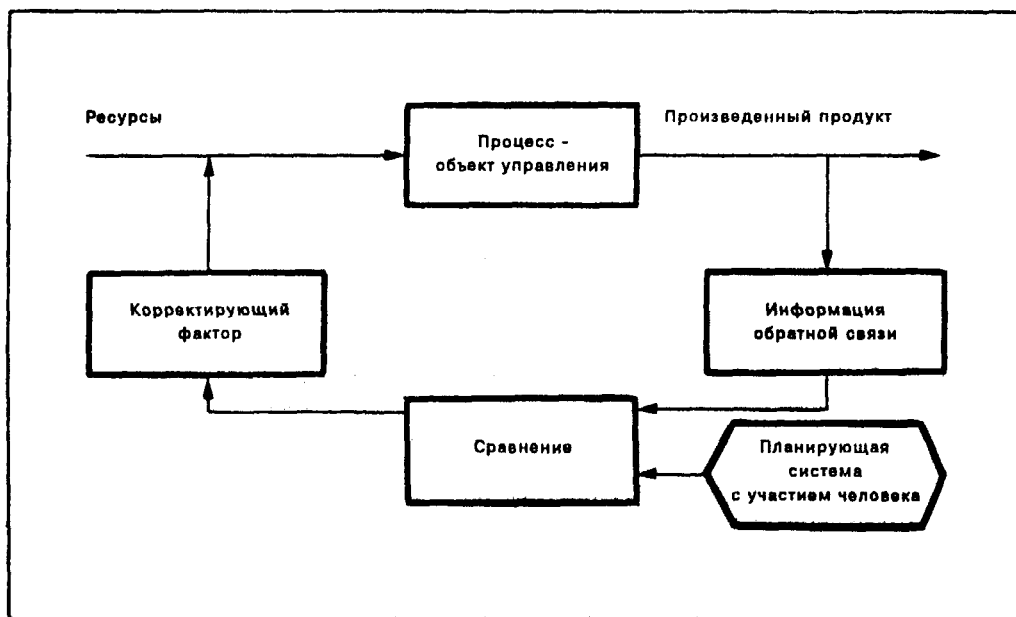 Ресурсы
Процесс -
объект управления
Произведенный продукт
Корректирующий
фактор
Информация
обратной связи
Сравнение
Планирующая
система
с участием человека